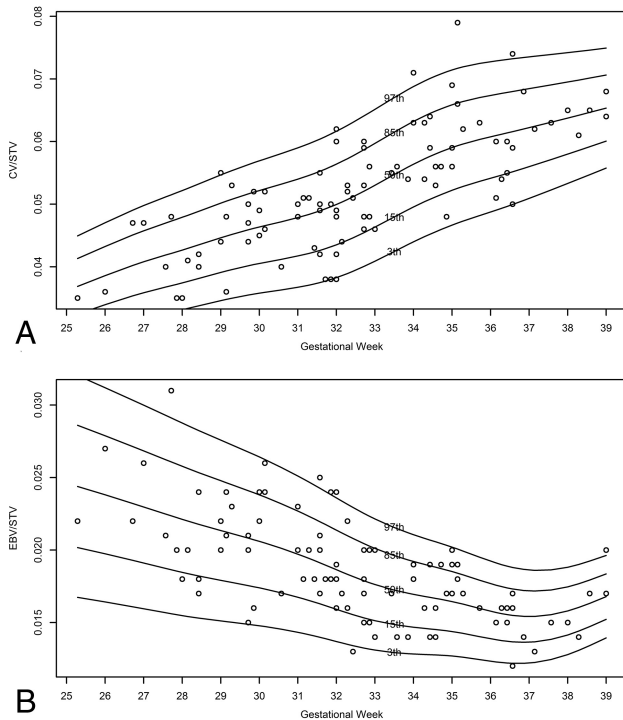 0.08
0.07
0.06
0.05
0.04
CV/STV
97th
85th
50th
15th
3th
25 26 27 28 29 30 31 32 33 34 35 36 37 38 39
Gestational Week
A
0.030
0.025
0.020
0.015
EBV/STV
97th
85th
50th
15th
3th
25 26 27 28 29 30 31 32 33 34 35 36 37 38 39
Gestational Week
B